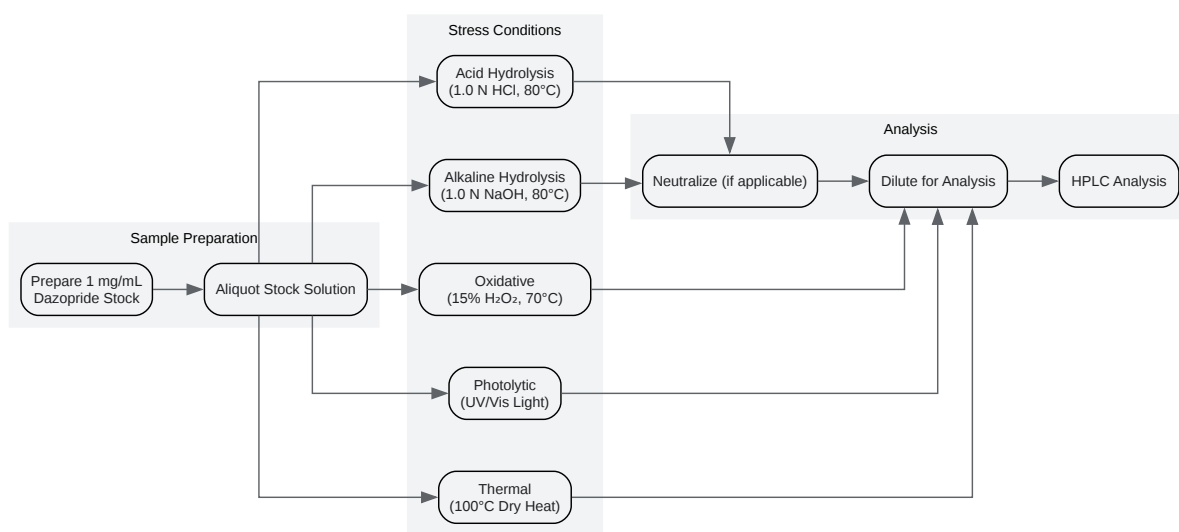 Stress Conditions
Acid Hydrolysis
(1.0 N HCl, 80°C)
Analysis
Alkaline Hydrolysis
(1.0 N NaOH, 80°C)
Neutralize (if applicable)
Dilute for Analysis
HPLC Analysis
Sample Preparation
Prepare 1 mg/mL
Dazopride Stock
Aliquot Stock Solution
Oxidative
(15% H₂O₂, 70°C)
Photolytic
(UV/Vis Light)
Thermal
(100°C Dry Heat)